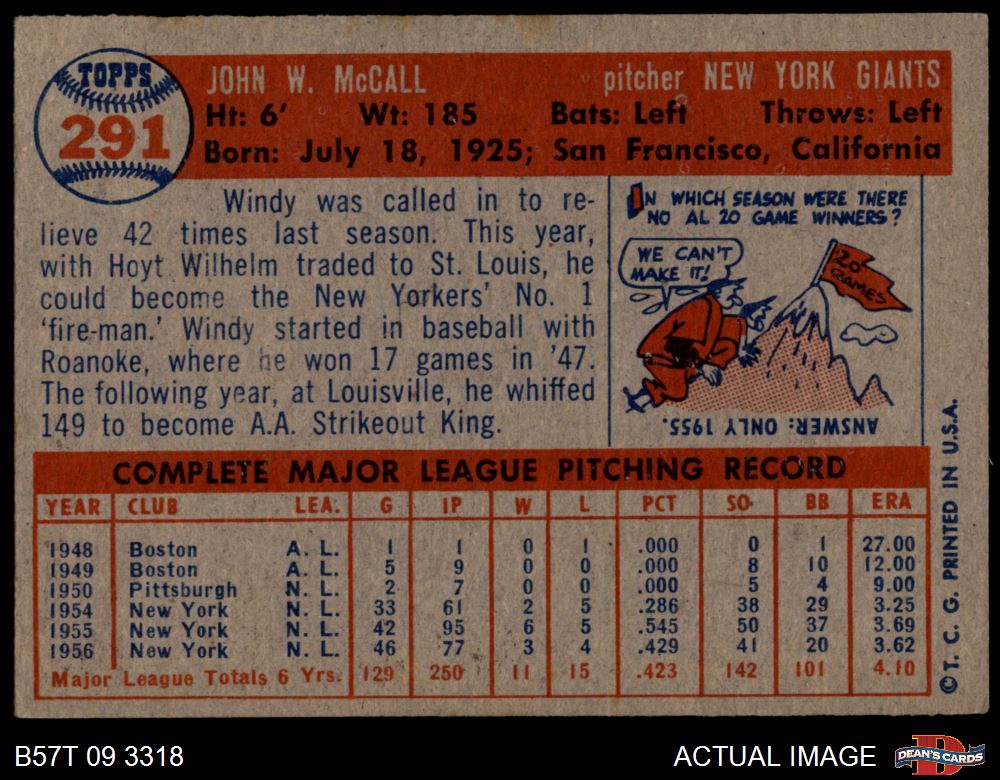 TOPPS
291
JOHN W. McCALL pitcher NEW YORK GIANTS
Ht: 6' Wt: 185 Bats: Left Throws: Left
Born: July 18, 1925; San Francisco, California
Windy was called in to re-
lieve 42 times last season. This year,
with Hoyt Wilhelm traded to St. Louis, he
could become the New Yorkers' No. 1
'fire-man.' Windy started in baseball with
Roanoke, where he won 17 games in '47.
The following year, at Louisville, he whiffed
149 to become A.A. Strikeout King.
IN WHICH SEASON WERE THERE
NO AL 20 GAME WINNERS?
WE CAN'T
MAKE IT!
20
GAMES
ANSWER: ONLY 1955.
COMPLETE MAJOR LEAGUE PITCHING RECORD
YEAR CLUB LEA. G IP W L PCT SO BB ERA
1948 Boston A. L. 1 1 0 1 .000 0 1 27.00
1949 Boston A. L. 5 9 0 0 .000 8 10 12.00
1950 Pittsburgh N. L. 2 7 0 0 .000 5 4 9.00
1954 New York N. L. 33 61 2 5 .286 38 29 3.25
1955 New York N. L. 42 95 6 5 .545 50 37 3.69
1956 New York N. L. 46 77 3 4 .429 41 20 3.62
Major League Totals 6 Yrs. 129 250 11 15 .423 142 101 4.10
© T. C. G. PRINTED IN U.S.A.
B57T 09 3318 ACTUAL IMAGE
DEAN'S CARDS